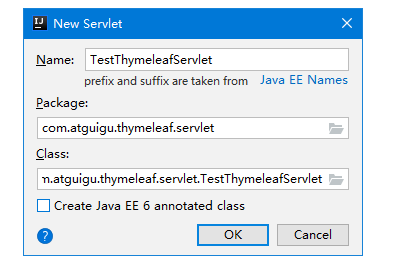 New Servlet
Name: TestThymeleafServlet
prefix and suffix are taken from Java EE Names
Package:
com.atguigu.thymeleaf.servlet
Class:
n.atguigu.thymeleaf.servlet.TestThymeleafServlet
Create Java EE 6 annotated class
? OK Cancel